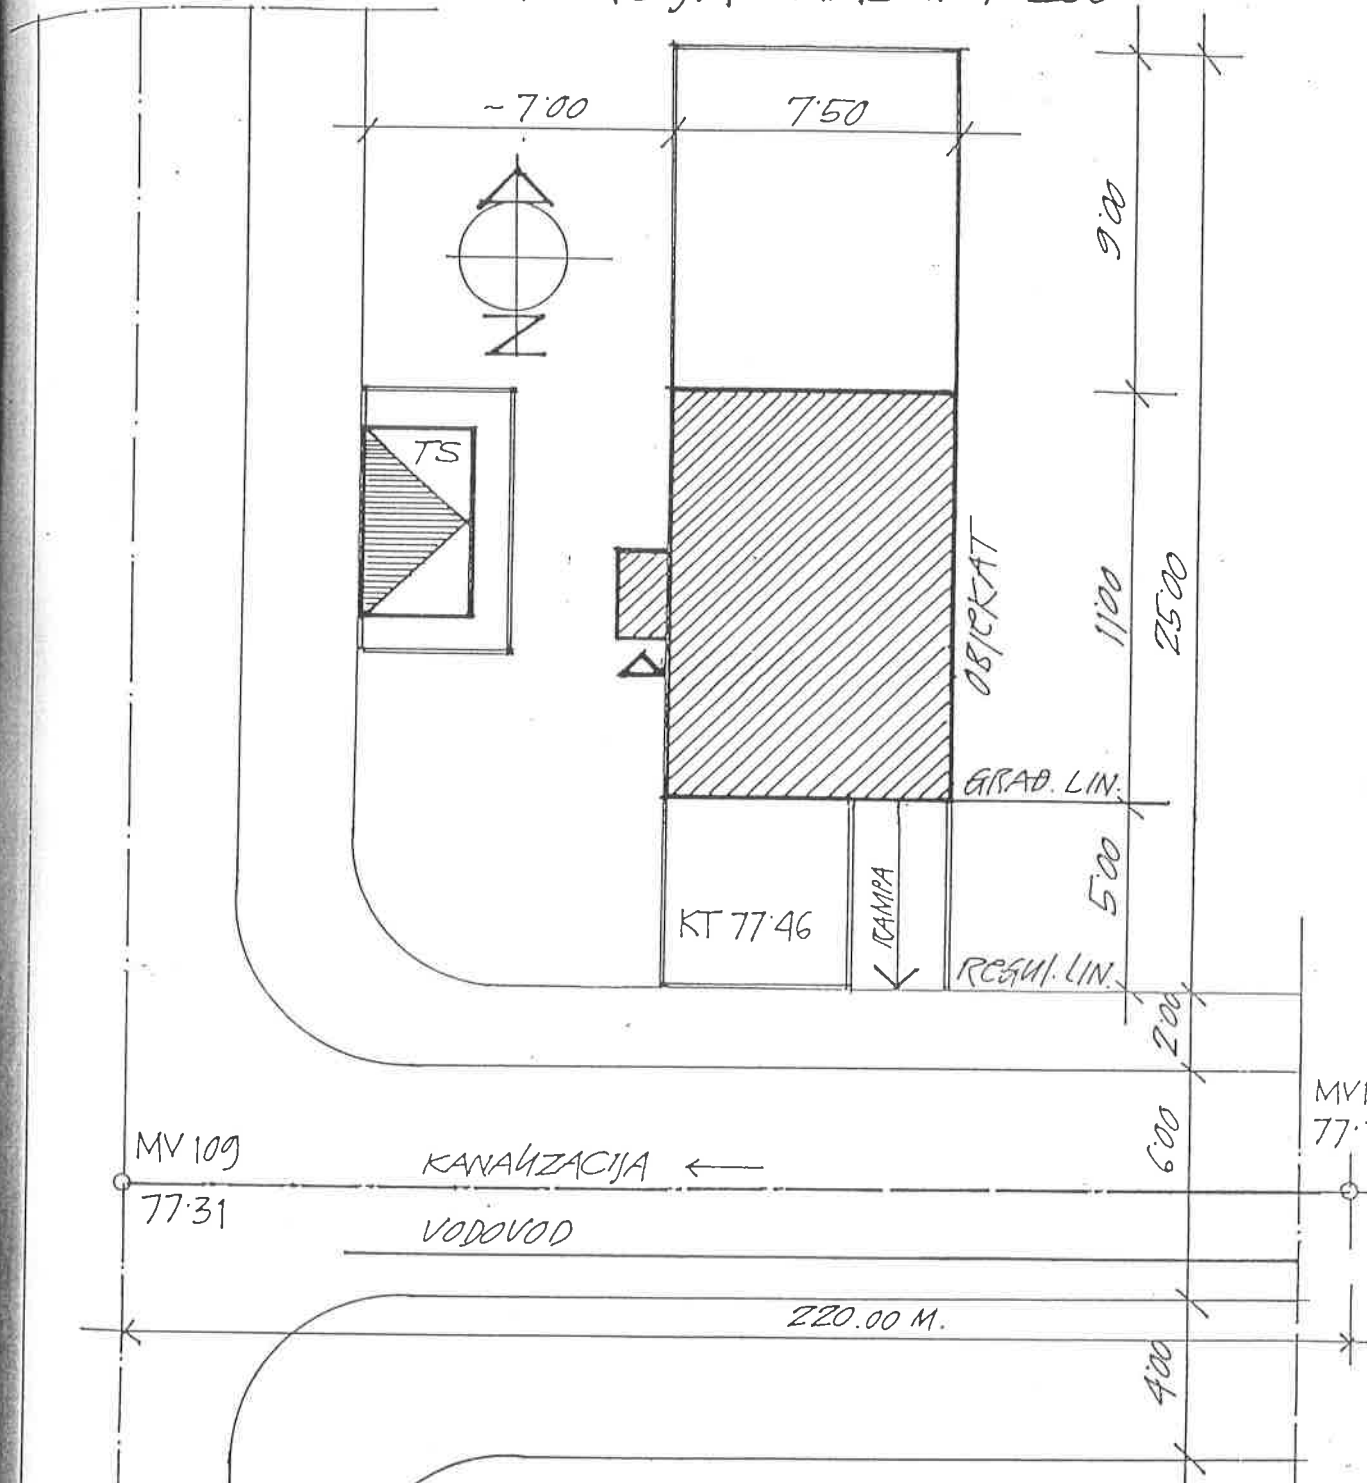 ~7.00
7.50
9.00
N
TS
OBJEKAT
11.00
25.00
GRAĐ. LIN.
5.00
KT 77.46
RAMPA
REGUL. LIN.
2.00
MV 109
77.31
KANALIZACIJA
6.00
VODOVOD
220.00 M.
4.00